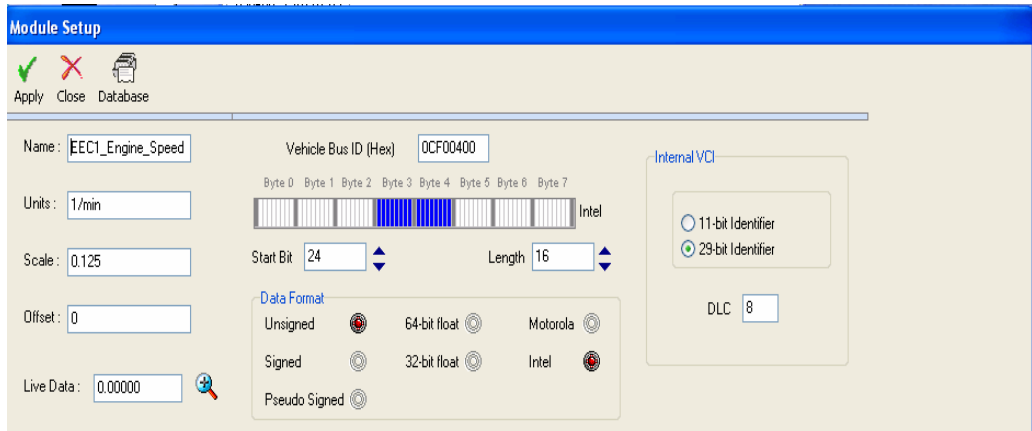 Module Setup
Apply Close Database
Name : EEC1_Engine_Speed
Vehicle Bus ID (Hex) 0CF00400
Byte 0 Byte 1 Byte 2 Byte 3 Byte 4 Byte 5 Byte 6 Byte 7
Intel
Units : 1/min
Start Bit 24
Length 16
Scale : 0.125
Offset : 0
Live Data : 0.00000
Data Format
Unsigned 64-bit float Motorola
Signed 32-bit float Intel
Pseudo Signed
Internal VCI
11-bit Identifier
29-bit Identifier
DLC 8